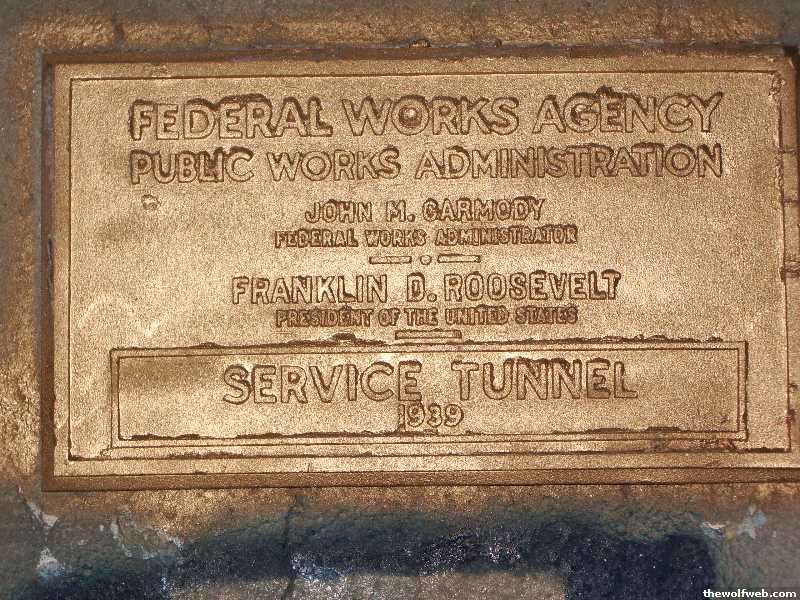 FEDERAL WORKS AGENCY
PUBLIC WORKS ADMINISTRATION
JOHN M. CARMODY
FEDERAL WORKS ADMINISTRATOR
FRANKLIN D. ROOSEVELT
PRESIDENT OF THE UNITED STATES
SERVICE TUNNEL
1939
thewolfweb.com